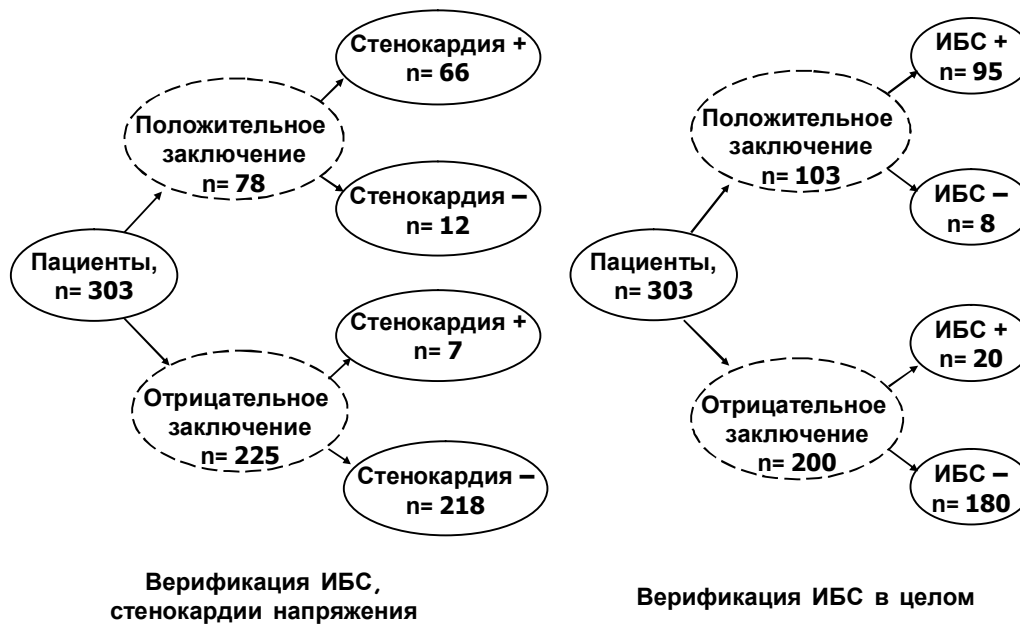 Стенокардия +
n= 66
Положительное
заключение
n= 78
Стенокардия –
n= 12
Пациенты,
n= 303
Стенокардия +
n= 7
Отрицательное
заключение
n= 225
Стенокардия –
n= 218
Верификация ИБС,
стенокардии напряжения
ИБС +
n= 95
Положительное
заключение
n= 103
ИБС –
n= 8
Пациенты,
n= 303
ИБС +
n= 20
Отрицательное
заключение
n= 200
ИБС –
n= 180
Верификация ИБС в целом